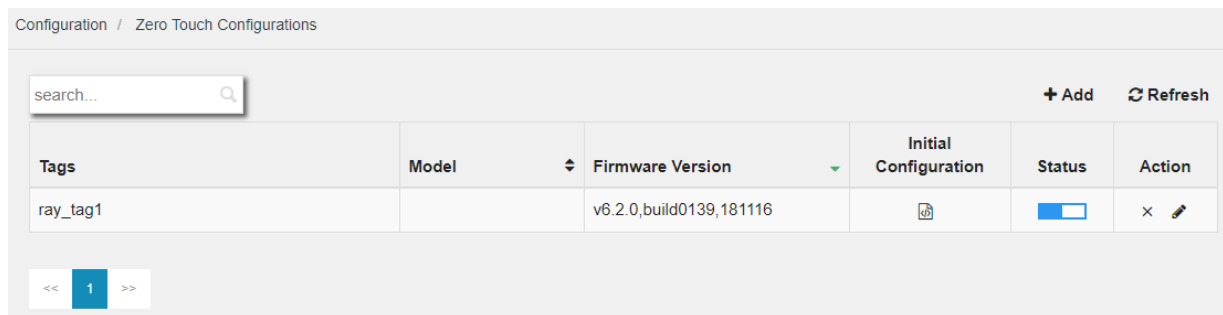 Configuration / Zero Touch Configurations
search...
+ Add Refresh
Tags Model Firmware Version Initial Configuration Status Action
ray_tag1 v6.2.0,build0139,181116
<< 1 >>